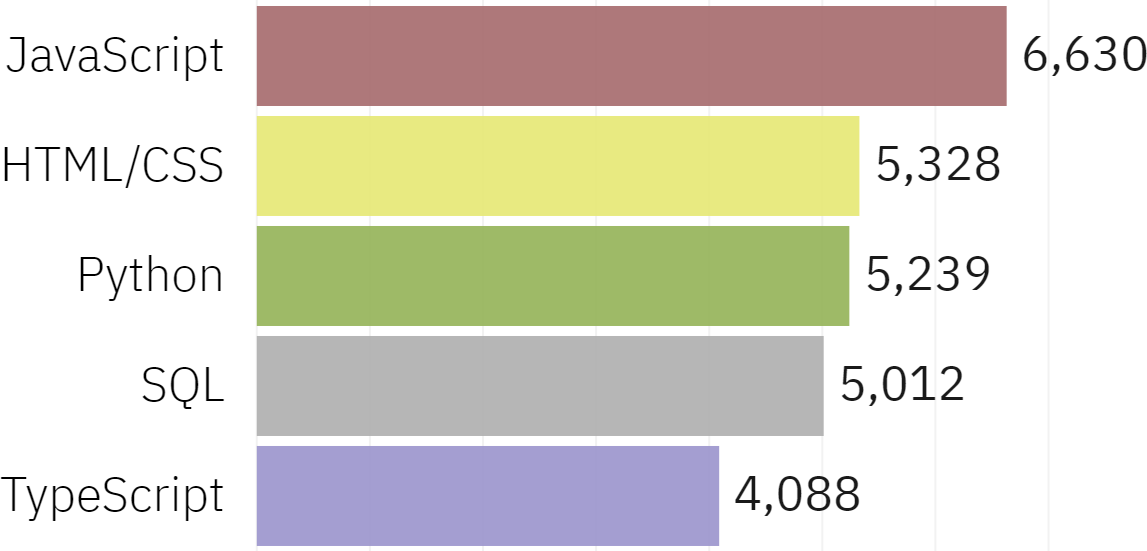 JavaScript 6,630
HTML/CSS 5,328
Python 5,239
SQL 5,012
TypeScript 4,088